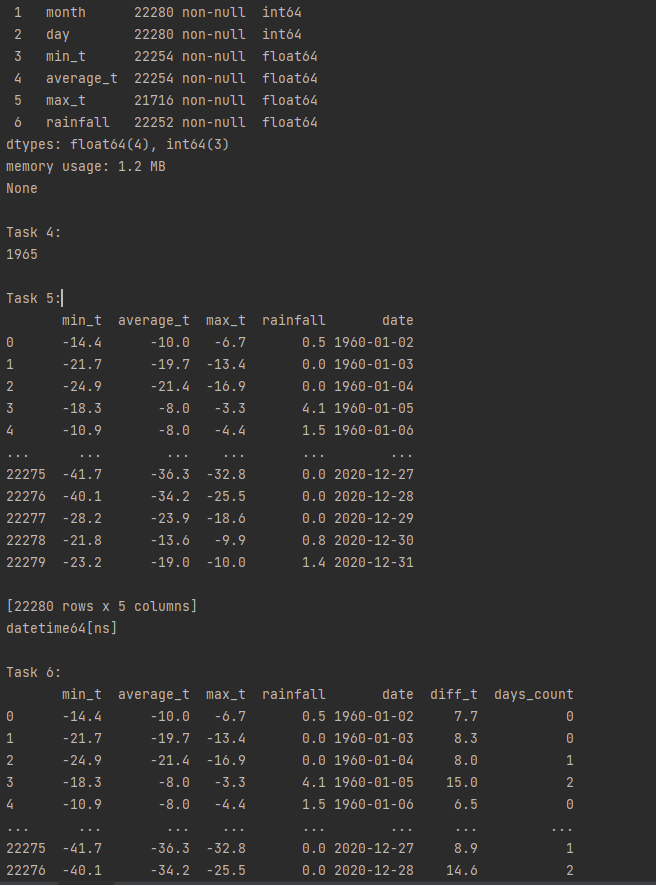 1   month      22280 non-null  int64
2   day        22280 non-null  int64
3   min_t      22254 non-null  float64
4   average_t  22254 non-null  float64
5   max_t      21716 non-null  float64
6   rainfall   22252 non-null  float64
dtypes: float64(4), int64(3)
memory usage: 1.2 MB
None
Task 4:
1965
Task 5:
       min_t  average_t  max_t  rainfall       date
0      -14.4      -10.0   -6.7       0.5 1960-01-02
1      -21.7      -19.7  -13.4       0.0 1960-01-03
2      -24.9      -21.4  -16.9       0.0 1960-01-04
3      -18.3       -8.0   -3.3       4.1 1960-01-05
4      -10.9       -8.0   -4.4       1.5 1960-01-06
...      ...        ...    ...       ...        ...
22275  -41.7      -36.3  -32.8       0.0 2020-12-27
22276  -40.1      -34.2  -25.5       0.0 2020-12-28
22277  -28.2      -23.9  -18.6       0.0 2020-12-29
22278  -21.8      -13.6   -9.9       0.8 2020-12-30
22279  -23.2      -19.0  -10.0       1.4 2020-12-31
[22280 rows x 5 columns]
datetime64[ns]
Task 6:
       min_t  average_t  max_t  rainfall       date  diff_t  days_count
0      -14.4      -10.0   -6.7       0.5 1960-01-02     7.7           0
1      -21.7      -19.7  -13.4       0.0 1960-01-03     8.3           0
2      -24.9      -21.4  -16.9       0.0 1960-01-04     8.0           1
3      -18.3       -8.0   -3.3       4.1 1960-01-05    15.0           2
4      -10.9       -8.0   -4.4       1.5 1960-01-06     6.5           0
...      ...        ...    ...       ...        ...     ...         ...
22275  -41.7      -36.3  -32.8       0.0 2020-12-27     8.9           1
22276  -40.1      -34.2  -25.5       0.0 2020-12-28    14.6           2